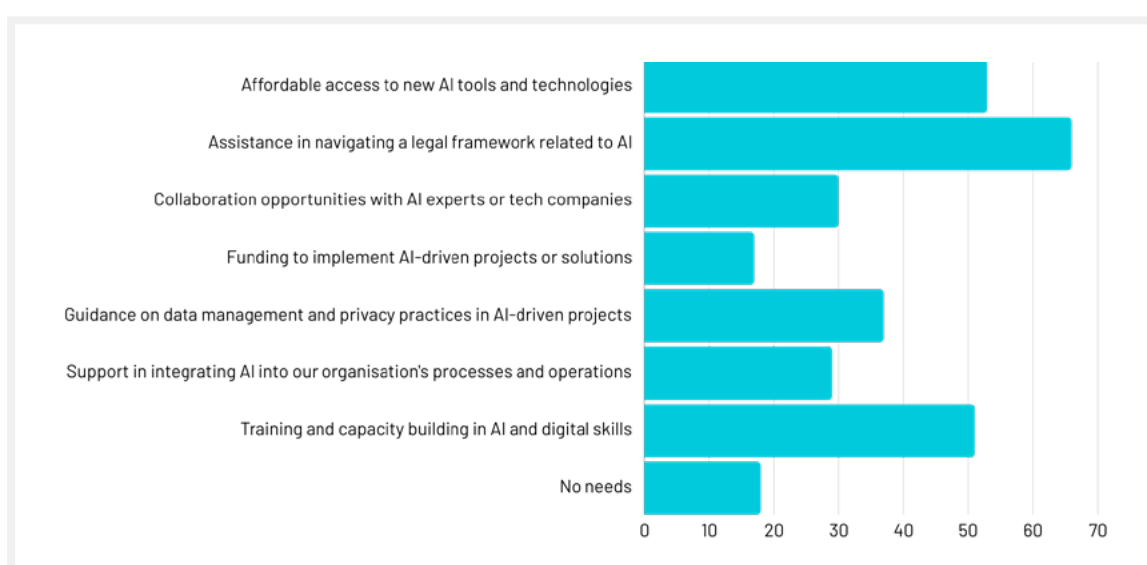 Affordable access to new AI tools and technologies
Assistance in navigating a legal framework related to AI
Collaboration opportunities with AI experts or tech companies
Funding to implement AI-driven projects or solutions
Guidance on data management and privacy practices in AI-driven projects
Support in integrating AI into our organisation's processes and operations
Training and capacity building in AI and digital skills
No needs
0 10 20 30 40 50 60 70